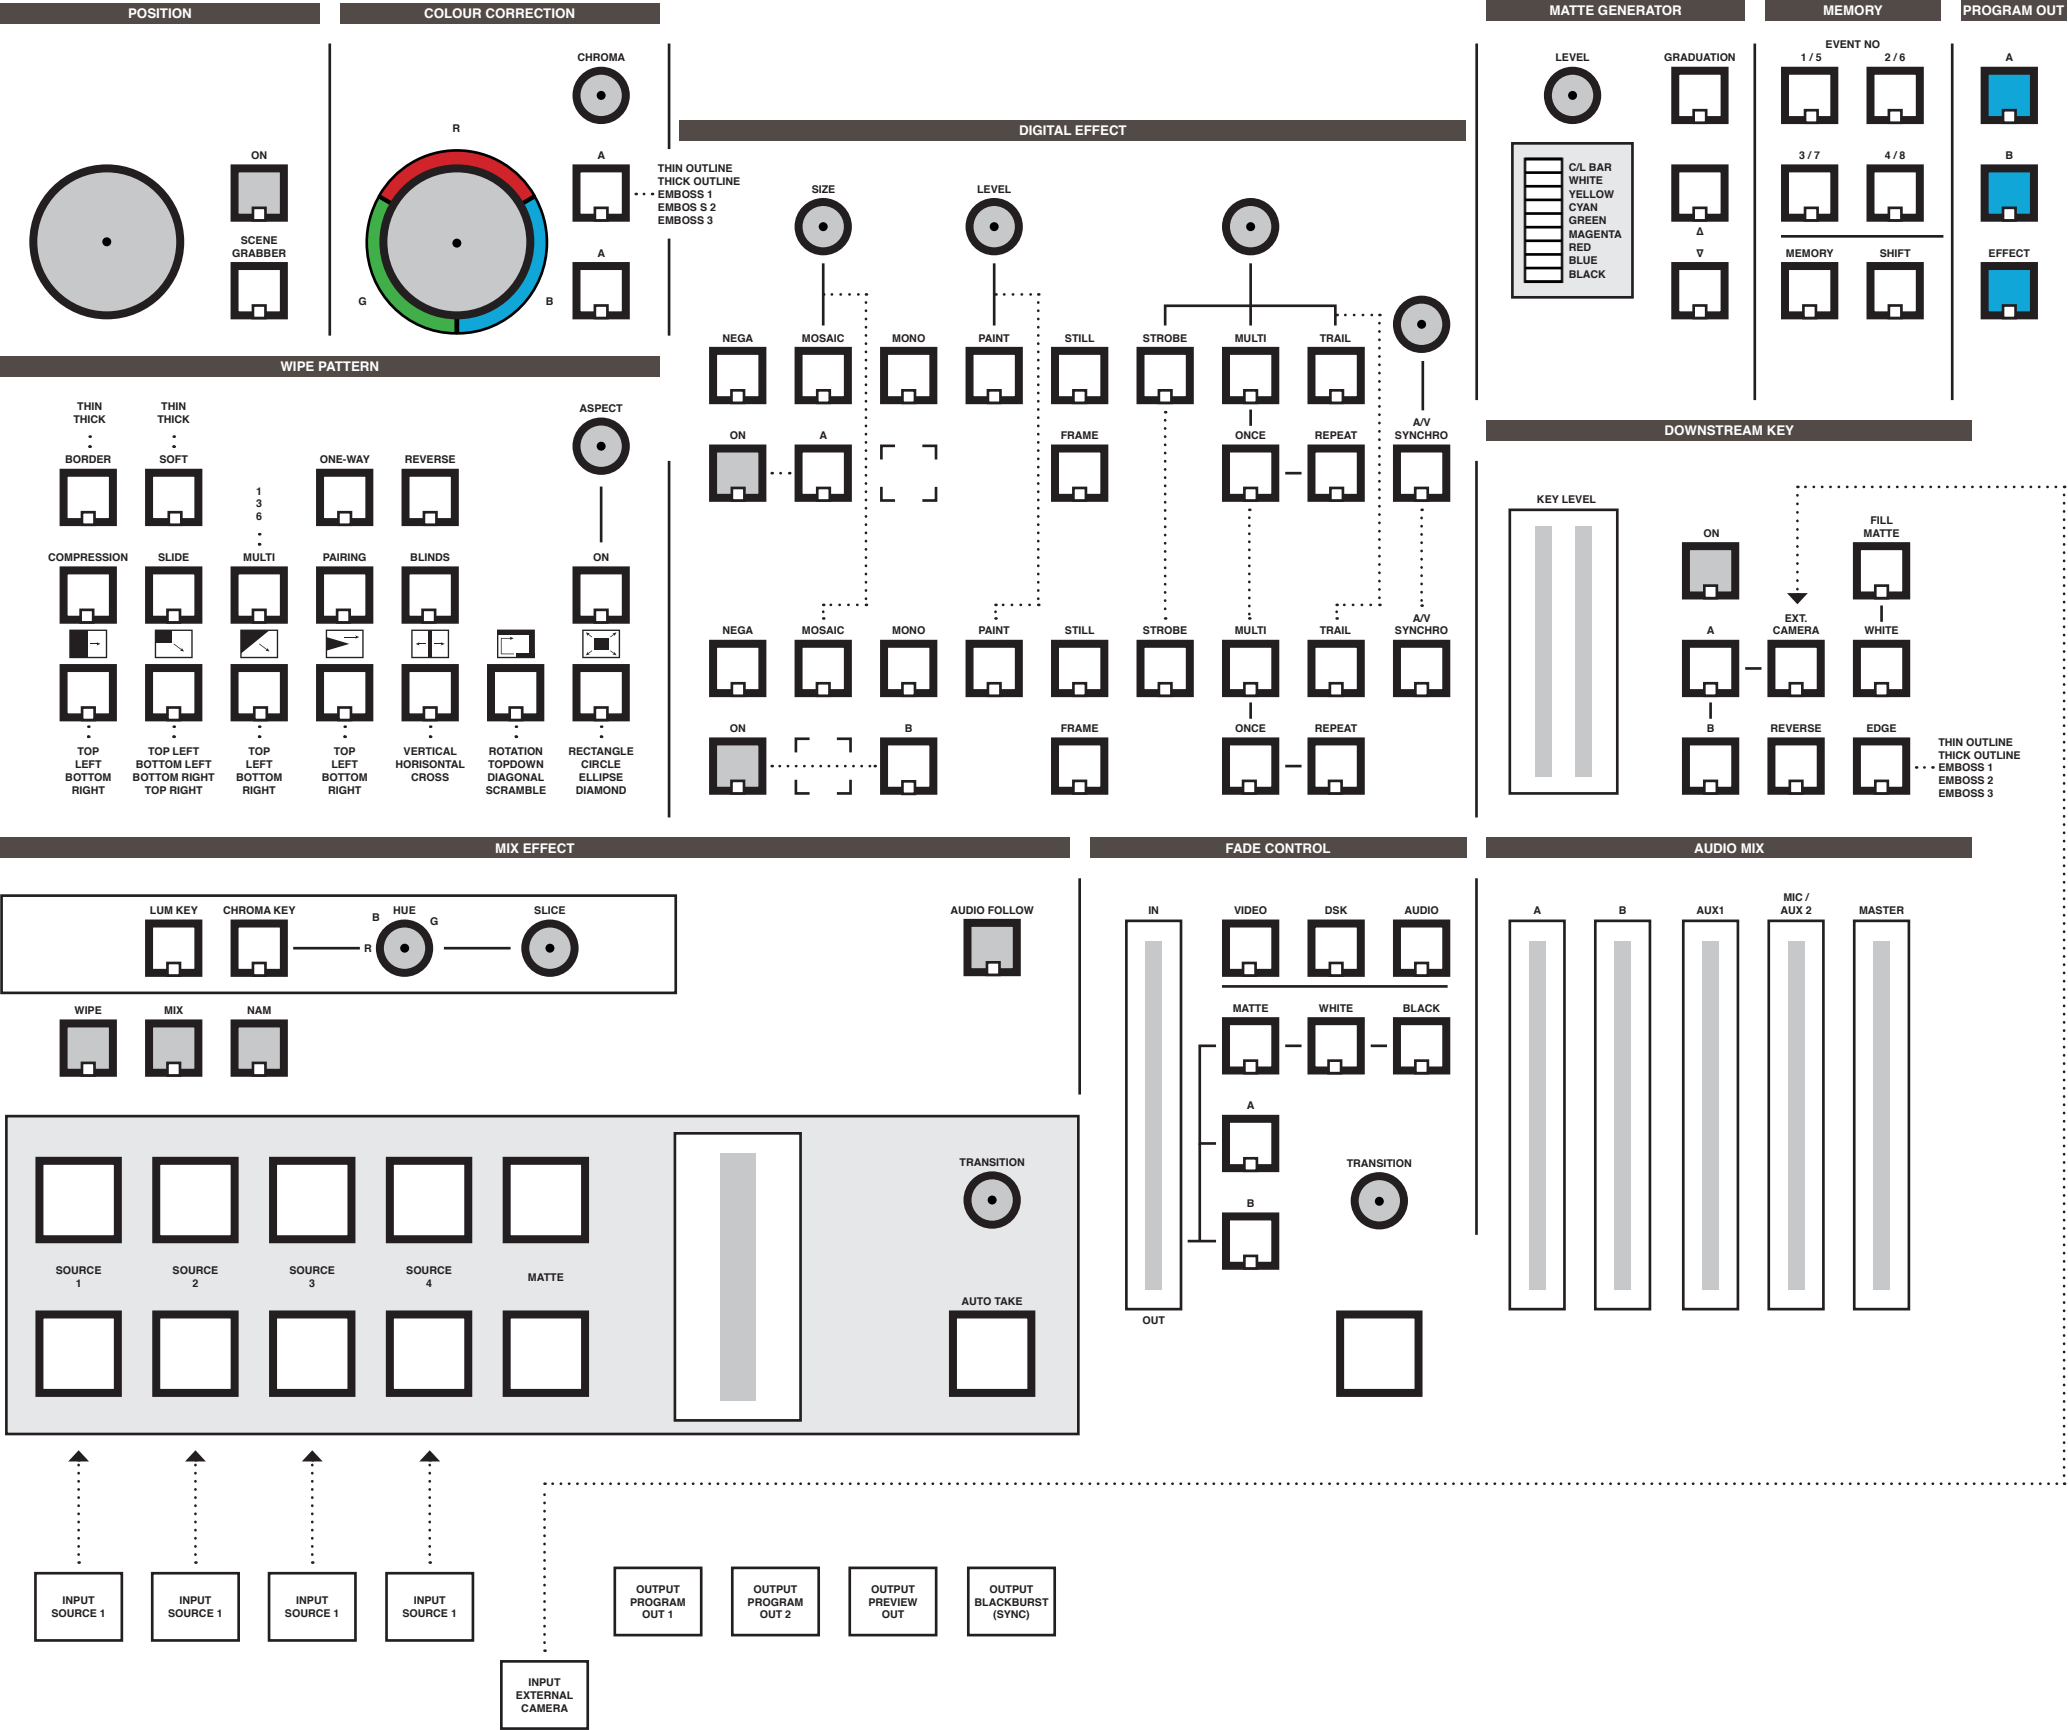 POSITION
COLOUR CORRECTION
MATTE GENERATOR
MEMORY
PROGRAM OUT
ON
SCENE
GRABBER
R
G
B
CHROMA
A
THIN OUTLINE
THICK OUTLINE
EMBOSS 1
EMBOS S 2
EMBOSS 3
A
DIGITAL EFFECT
SIZE
LEVEL
NEGA
MOSAIC
MONO
PAINT
STILL
STROBE
MULTI
TRAIL
ON
A
FRAME
ONCE
REPEAT
A/V
SYNCHRO
NEGA
MOSAIC
MONO
PAINT
STILL
STROBE
MULTI
TRAIL
A/V
SYNCHRO
ON
B
FRAME
ONCE
REPEAT
LEVEL
GRADUATION
C/L BAR
WHITE
YELLOW
CYAN
GREEN
MAGENTA
RED
BLUE
BLACK
Δ
∇
EVENT NO
1 / 5
2 / 6
3 / 7
4 / 8
MEMORY
SHIFT
A
B
EFFECT
WIPE PATTERN
THIN
THICK
THIN
THICK
BORDER
SOFT
1
3
6
ONE-WAY
REVERSE
ASPECT
COMPRESSION
SLIDE
MULTI
PAIRING
BLINDS
ON
TOP
LEFT
BOTTOM
RIGHT
TOP LEFT
BOTTOM LEFT
BOTTOM RIGHT
TOP RIGHT
TOP
LEFT
BOTTOM
RIGHT
TOP
LEFT
BOTTOM
RIGHT
VERTICAL
HORISONTAL
CROSS
ROTATION
TOPDOWN
DIAGONAL
SCRAMBLE
RECTANGLE
CIRCLE
ELLIPSE
DIAMOND
DOWNSTREAM KEY
KEY LEVEL
ON
FILL
MATTE
A
EXT.
CAMERA
WHITE
B
REVERSE
EDGE
THIN OUTLINE
THICK OUTLINE
EMBOSS 1
EMBOSS 2
EMBOSS 3
MIX EFFECT
FADE CONTROL
AUDIO MIX
LUM KEY
CHROMA KEY
B
HUE
G
R
SLICE
AUDIO FOLLOW
WIPE
MIX
NAM
TRANSITION
SOURCE
1
SOURCE
2
SOURCE
3
SOURCE
4
MATTE
AUTO TAKE
IN
VIDEO
DSK
AUDIO
MATTE
WHITE
BLACK
A
B
TRANSITION
OUT
A
B
AUX1
MIC /
AUX 2
MASTER
INPUT
SOURCE 1
INPUT
SOURCE 1
INPUT
SOURCE 1
INPUT
SOURCE 1
OUTPUT
PROGRAM
OUT 1
OUTPUT
PROGRAM
OUT 2
OUTPUT
PREVIEW
OUT
OUTPUT
BLACKBURST
(SYNC)
INPUT
EXTERNAL
CAMERA